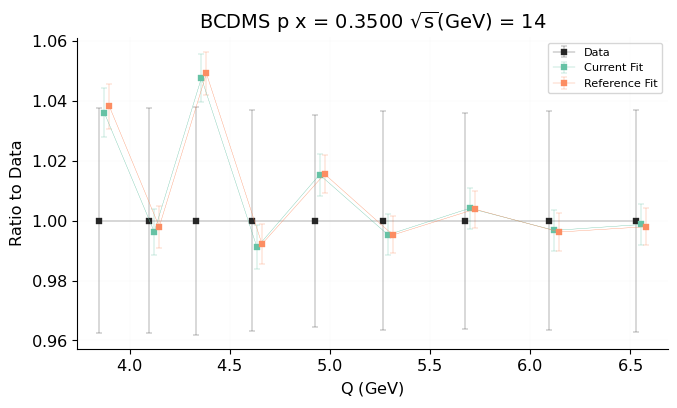 BCDMS p x = 0.3500 √s(GeV) = 14
Data
Current Fit
Reference Fit
Ratio to Data
1.06
1.04
1.02
1.00
0.98
0.96
4.0 4.5 5.0 5.5 6.0 6.5
Q (GeV)